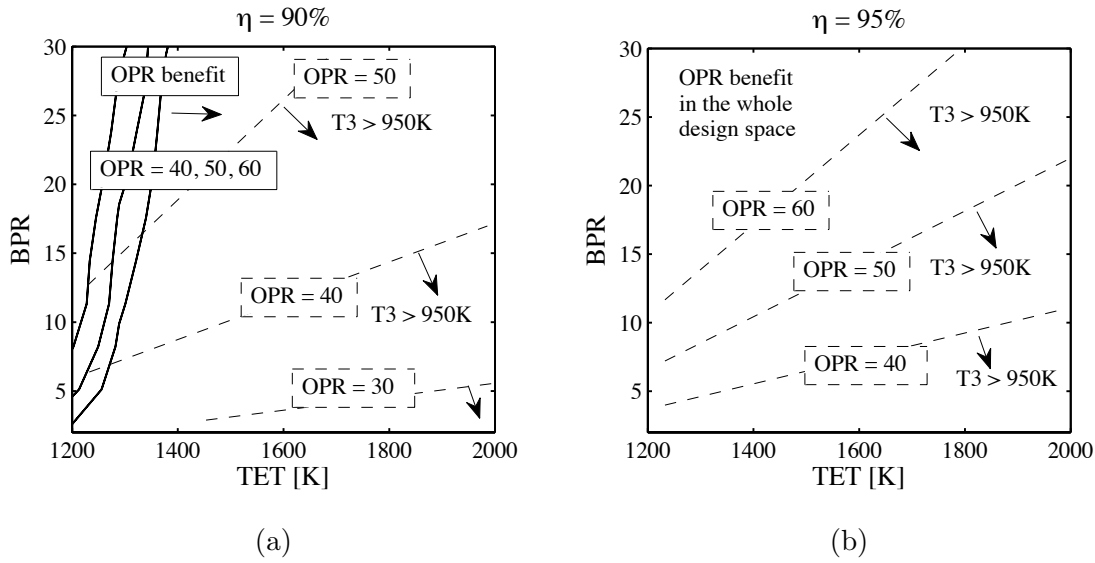 η = 90%
30
25
20
15
10
5
BPR
OPR benefit
OPR = 40, 50, 60
OPR = 50
T3 > 950K
OPR = 40
T3 > 950K
OPR = 30
1200
1400
1600
1800
2000
TET [K]
(a)
η = 95%
30
25
20
15
10
5
BPR
OPR benefit
in the whole
design space
T3 > 950K
OPR = 60
OPR = 50
T3 > 950K
OPR = 40
T3 > 950K
1200
1400
1600
1800
2000
TET [K]
(b)